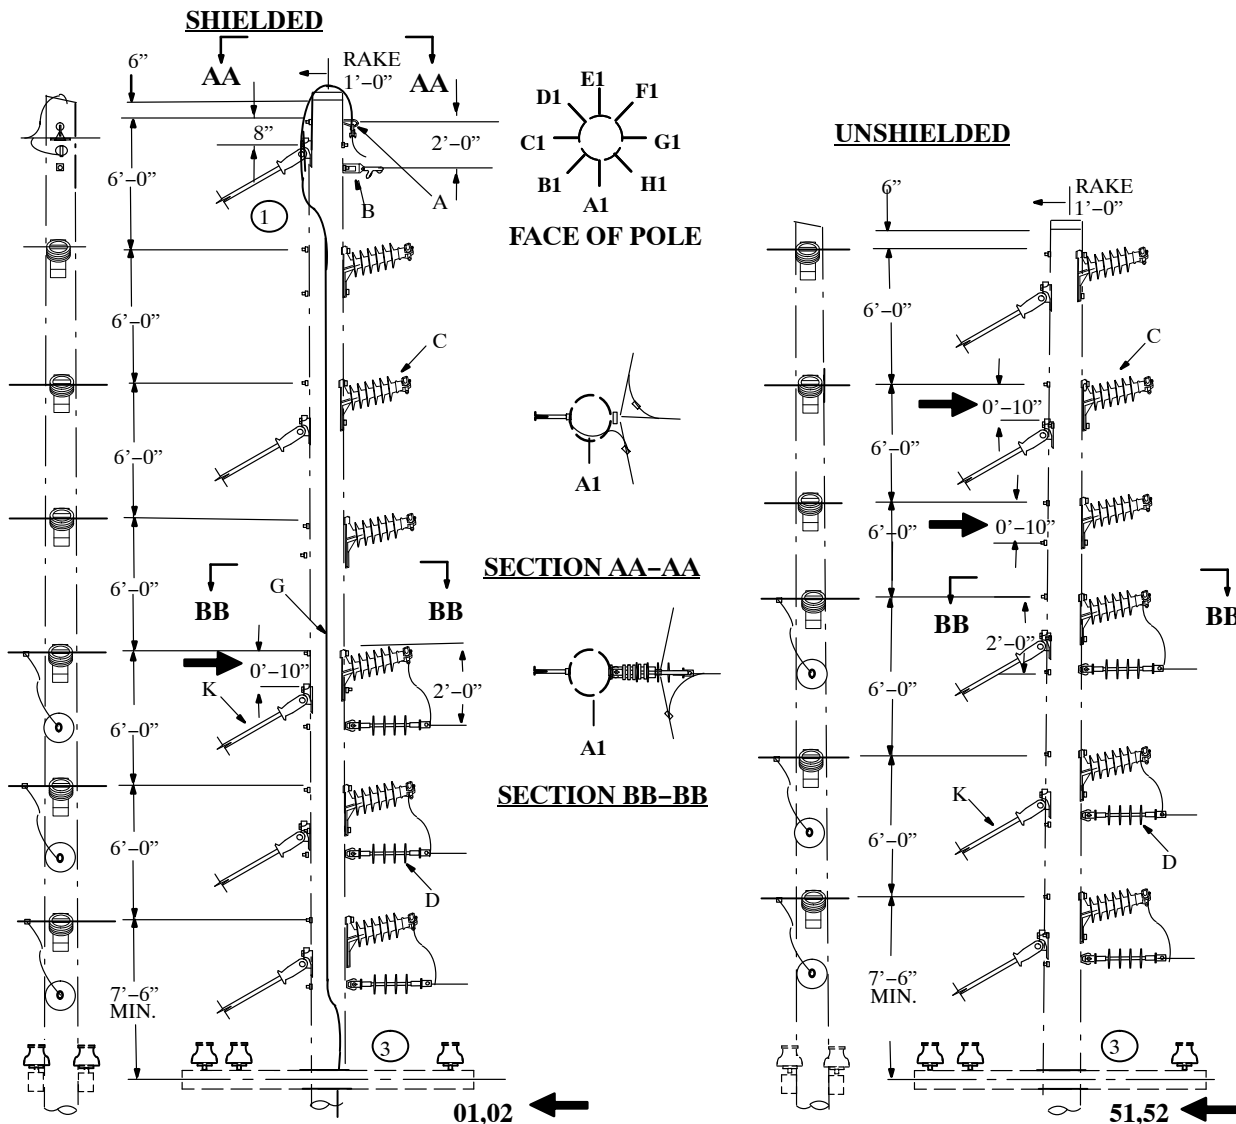 SHIELDED
6”
AA
RAKE
1’-0”
AA
E1
D1
F1
C1
G1
B1
H1
A1
FACE OF POLE
8”
2’-0”
6’-0”
1
B
A
6’-0”
C
6’-0”
A1
SECTION AA-AA
6’-0”
BB
G
BB
0’-10”
K
2’-0”
6’-0”
A1
SECTION BB-BB
6’-0”
D
7’-6”
MIN.
3
01,02
UNSHIELDED
6”
RAKE
1’-0”
6’-0”
C
0’-10”
6’-0”
0’-10”
6’-0”
BB
BB
2’-0”
6’-0”
K
6’-0”
D
7’-6”
MIN.
3
51,52